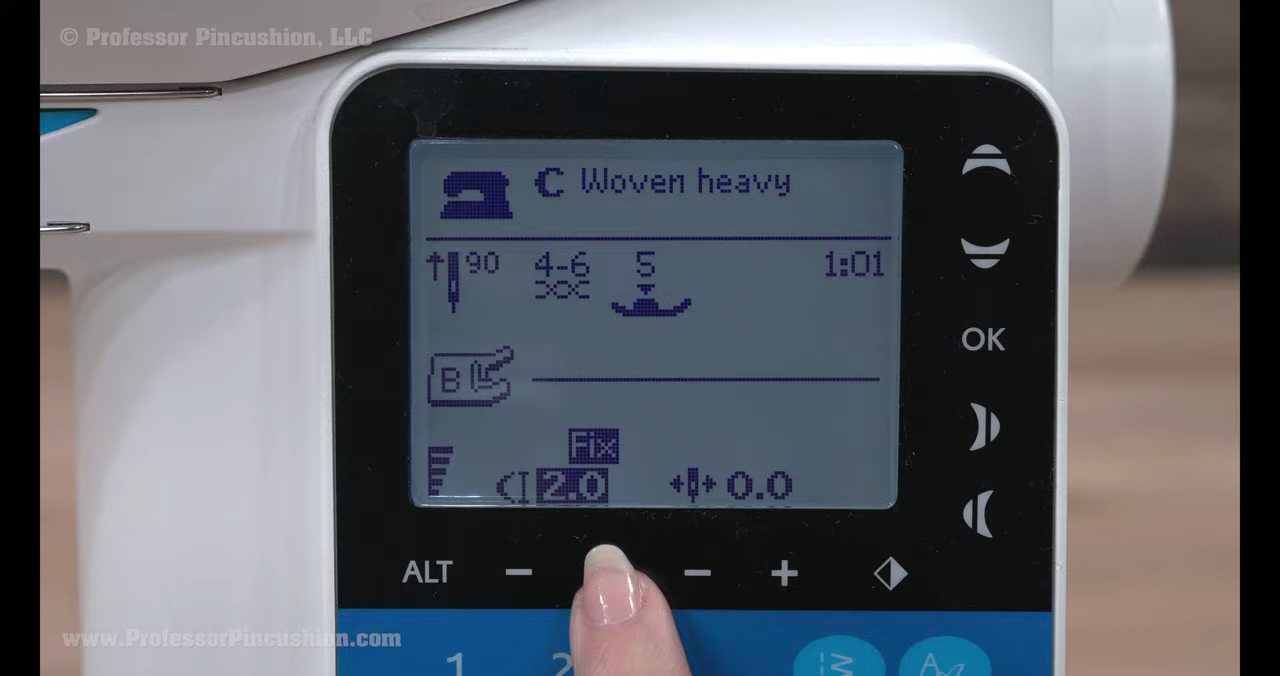 © Professor Pincushion, LLC
C Woven heavy
90 4-6 5 1:01
B
Fix
2.0 0.0
OK
ALT − − +
www.ProfessorPincushion.com
1 2
A